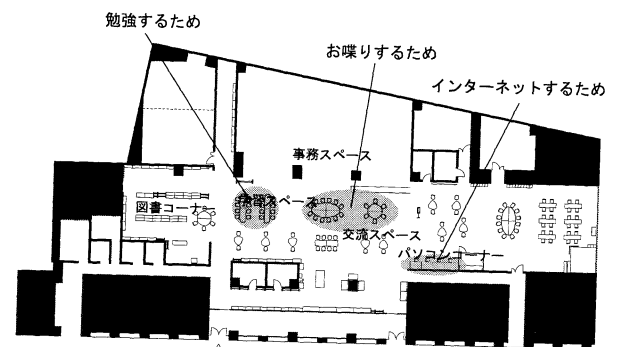 勉強するため
お喋りするため
インターネットするため
事務スペース
図書コーナー
スペース
交流スペース
パソコンコーナー